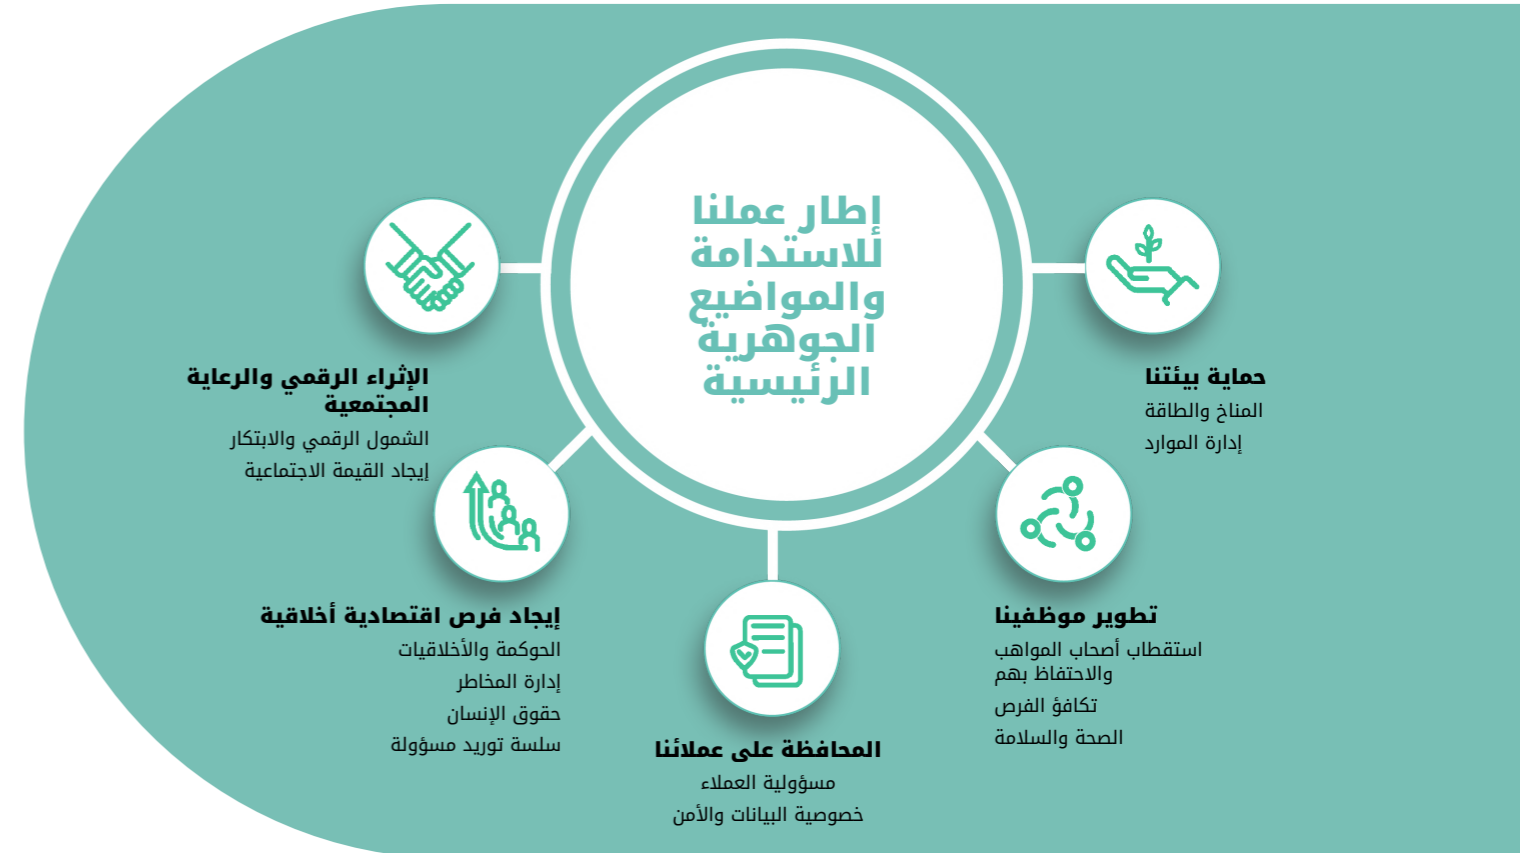 إطار عملنا
للاستدامة
والمواضيع
الجوهرية
الرئيسية
حماية بيئتنا
المناخ والطاقة
إدارة الموارد
تطوير موظفينا
استقطاب أصحاب المواهب
والاحتفاظ بهم
تكافؤ الفرص
الصحة والسلامة
المحافظة على عملائنا
مسؤولية العملاء
خصوصية البيانات والأمن
إيجاد فرص اقتصادية أخلاقية
الحوكمة والأخلاقيات
إدارة المخاطر
حقوق الإنسان
سلسة توريد مسؤولة
الإثراء الرقمي والرعاية
المجتمعية
الشمول الرقمي والابتكار
إيجاد القيمة الاجتماعية